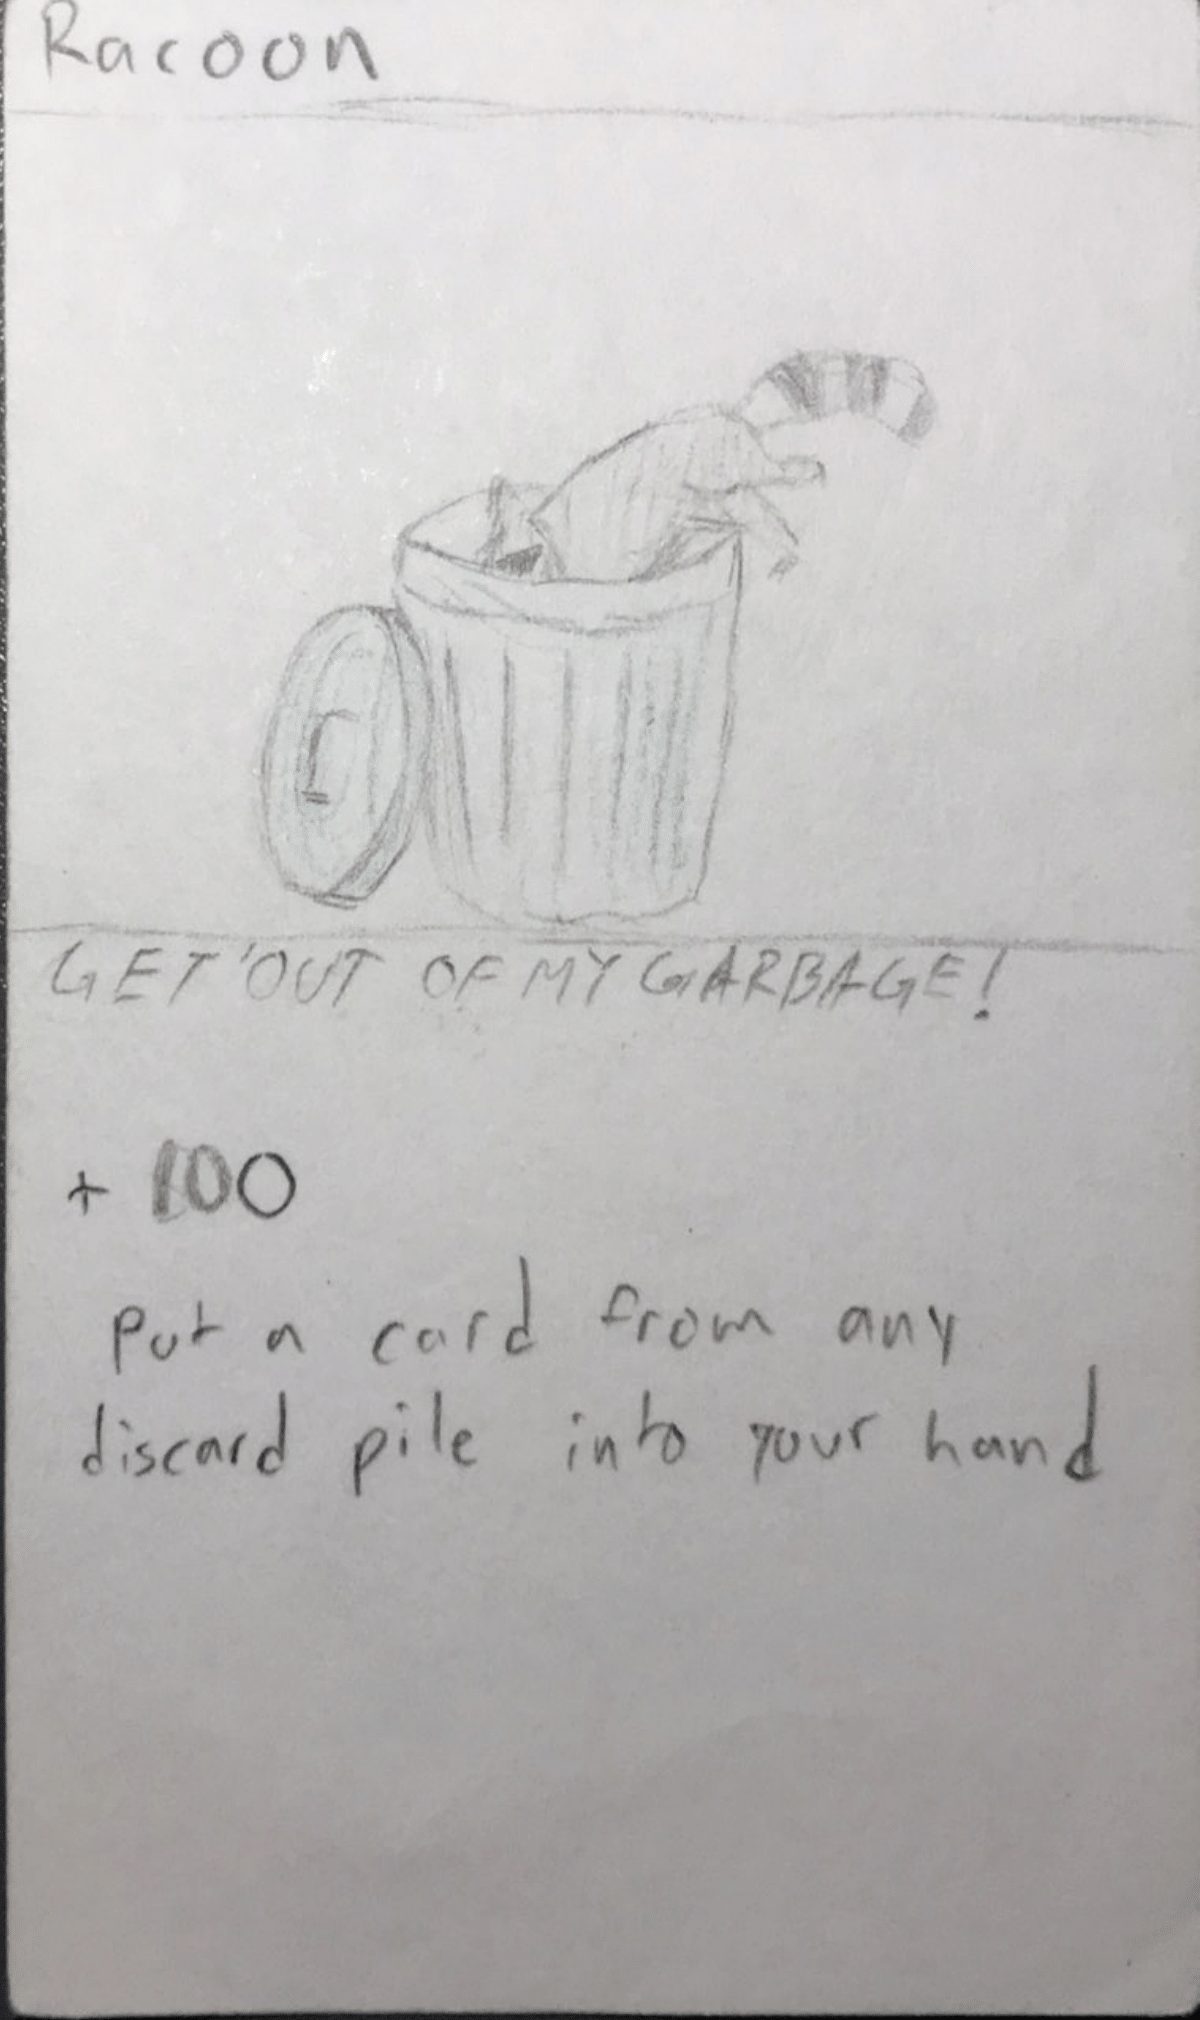 Racoon
GET OUT OF MY GARBAGE!
+ 100
Put a card from any
discard pile into your hand